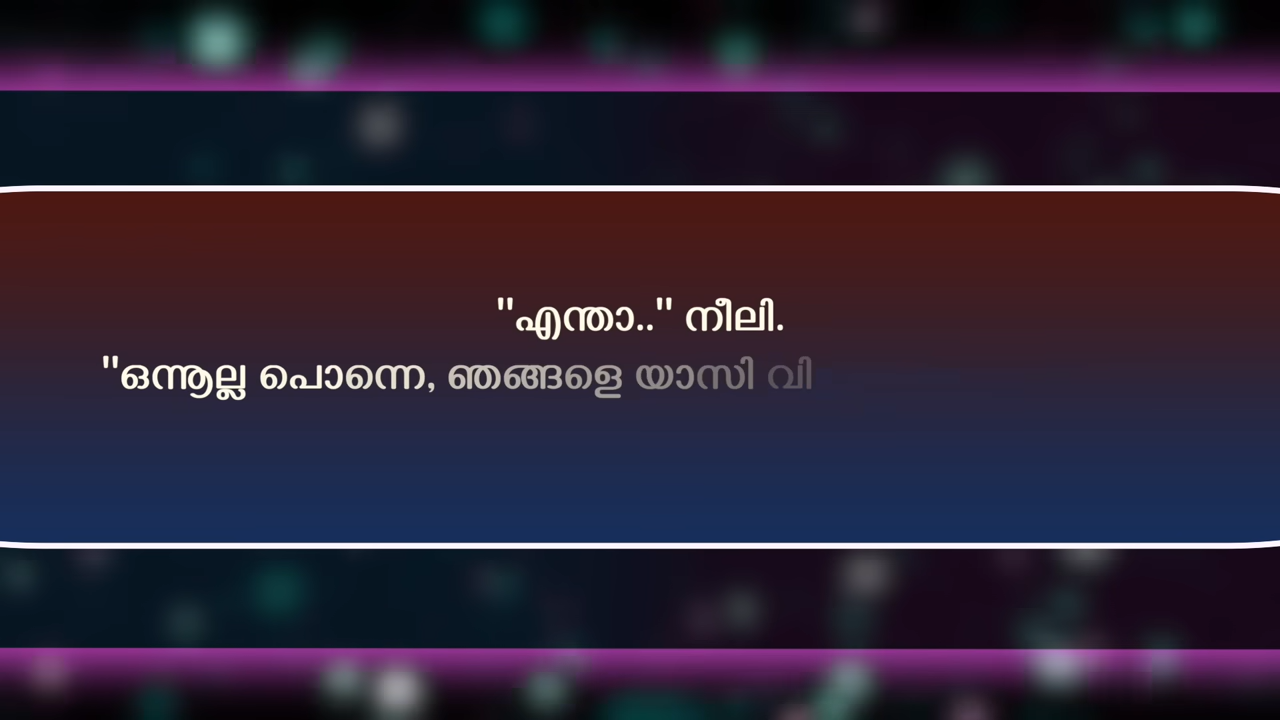 "എന്താ.." നീലി.
"ഒന്നൂല്ല പൊന്നെ, ഞങ്ങളെ യാസി വി